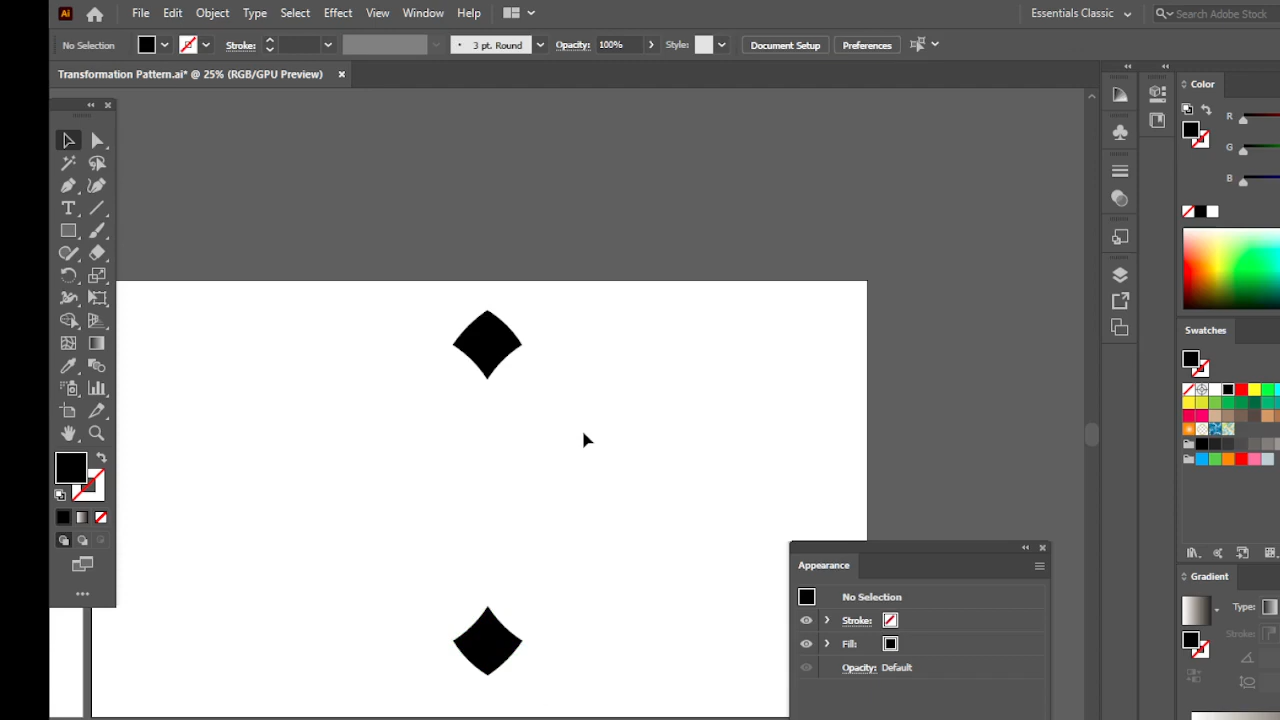 Ai File Edit Object Type Select Effect View Window Help Essentials Classic Search Adobe Stock
No Selection Stroke: 3 pt. Round Opacity: 100% Style: Document Setup Preferences
Transformation Pattern.ai* @ 25% (RGB/GPU Preview)
Color
R
G
B
Swatches
Appearance
No Selection
Stroke:
Fill:
Opacity: Default
Gradient
Type:
Stroke: